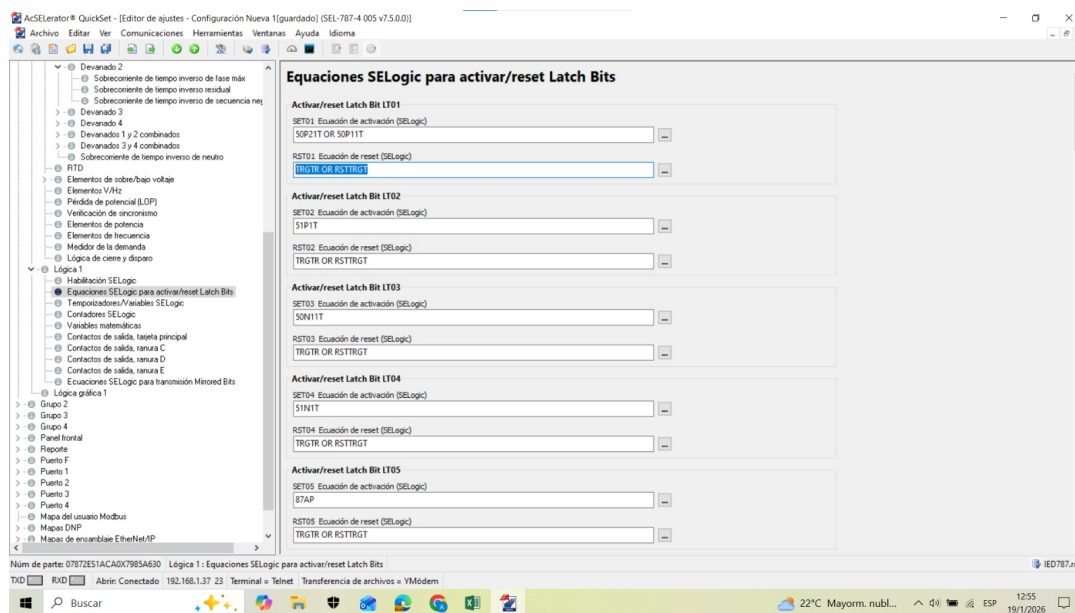 AcSELerator® QuickSet - [Editor de ajustes - Configuración Nueva 1[guardado] (SEL-787-4 005 v7.5.0.0)]
Archivo Editar Ver Comunicaciones Herramientas Ventanas Ayuda Idioma
Devanado 2
Sobrecorriente de tiempo inverso de fase máx
Sobrecorriente de tiempo inverso residual
Sobrecorriente de tiempo inverso de secuencia neg
Devanado 3
Devanado 4
Devanados 1 y 2 combinados
Devanados 3 y 4 combinados
Sobrecorriente de tiempo inverso de neutro
RTD
Elementos de sobre/bajo voltaje
Elementos V/Hz
Pérdida de potencial (LOP)
Verificación de sincronismo
Elementos de potencia
Elementos de frecuencia
Medidor de la demanda
Lógica de cierre y disparo
Lógica 1
Habilitación SELogic
Equaciones SELogic para activar/reset Latch Bits
Temporizadores/Variables SELogic
Contadores SELogic
Variables matemáticas
Contactos de salida, tarjeta principal
Contactos de salida, ranura C
Contactos de salida, ranura D
Contactos de salida, ranura E
Ecuaciones SELogic para transmisión Mirrored Bits
Lógica gráfica 1
Grupo 2
Grupo 3
Grupo 4
Panel frontal
Reporte
Puerto F
Puerto 1
Puerto 2
Puerto 3
Puerto 4
Mapa del usuario Modbus
Mapas DNP
Mapas de ensamblaje EtherNet/IP
Equaciones SELogic para activar/reset Latch Bits
Activar/reset Latch Bit LT01
SET01 Ecuación de activación (SELogic)
50P21T OR 50P11T
...
RST01 Ecuación de reset (SELogic)
TRGTR OR RSTTRGT
...
Activar/reset Latch Bit LT02
SET02 Ecuación de activación (SELogic)
51P1T
...
RST02 Ecuación de reset (SELogic)
TRGTR OR RSTTRGT
...
Activar/reset Latch Bit LT03
SET03 Ecuación de activación (SELogic)
50N11T
...
RST03 Ecuación de reset (SELogic)
TRGTR OR RSTTRGT
...
Activar/reset Latch Bit LT04
SET04 Ecuación de activación (SELogic)
51N1T
...
RST04 Ecuación de reset (SELogic)
TRGTR OR RSTTRGT
...
Activar/reset Latch Bit LT05
SET05 Ecuación de activación (SELogic)
87AP
...
RST05 Ecuación de reset (SELogic)
TRGTR OR RSTTRGT
...
Núm de parte: 07872ES1ACA0X7985A630 Lógica 1 : Equaciones SELogic para activar/reset Latch Bits
IED787.r
TXD RXD Abrir: Conectado 192.168.1.37 23 Terminal = Telnet Transferencia de archivos = YMódem
Buscar
22°C Mayorm. nubl...
ESP
12:55
19/1/2026